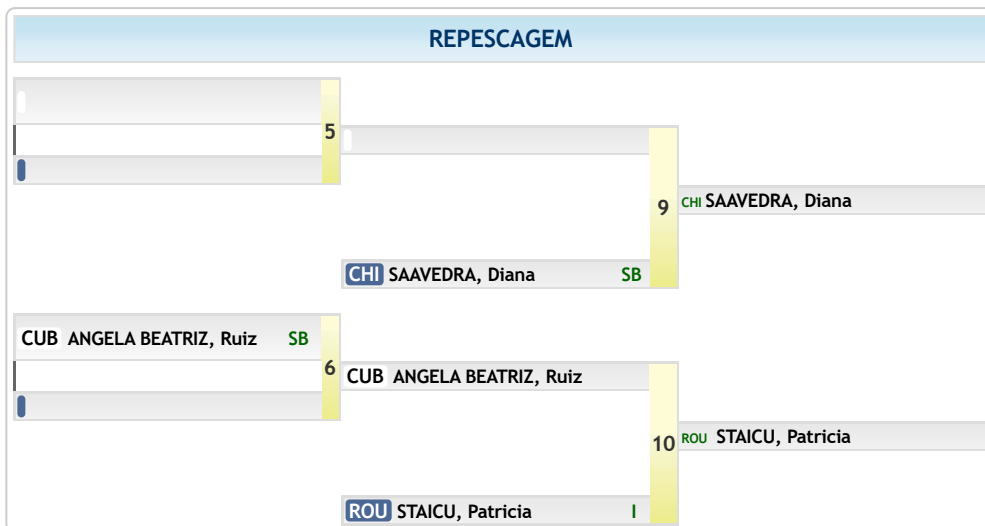 REPESCAGEM
5
9
CHI SAAVEDRA, Diana
CHI SAAVEDRA, Diana SB
CUB ANGELA BEATRIZ, Ruiz SB
6
CUB ANGELA BEATRIZ, Ruiz
10
ROU STAICU, Patricia
ROU STAICU, Patricia I